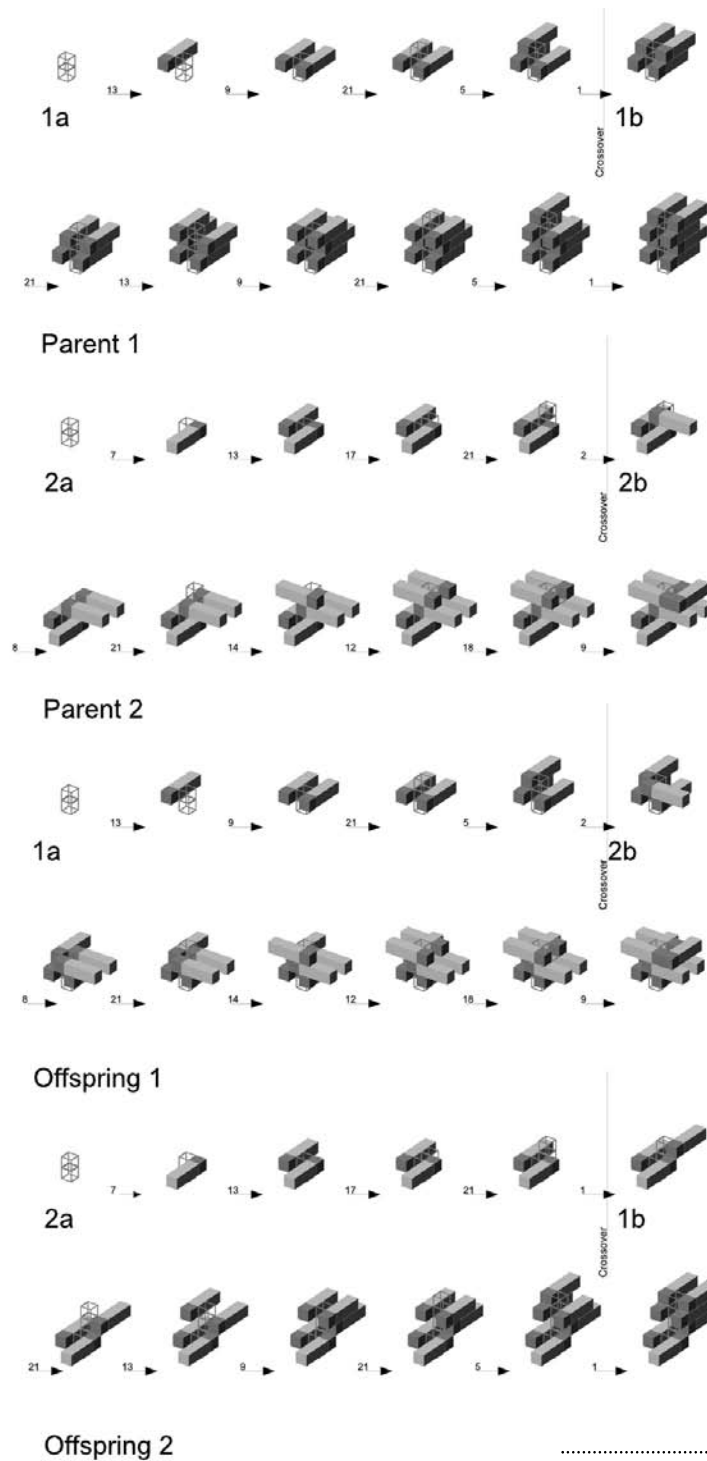 13 9 21 5 1
1a 1b
Crossover
21 13 9 21 5 1
Parent 1
7 13 17 21 2
2a 2b
Crossover
8 21 14 12 18 9
Parent 2
13 9 21 5 2
1a 2b
Crossover
8 21 14 12 18 9
Offspring 1
7 13 17 21 1
2a 1b
Crossover
21 13 9 21 5 1
Offspring 2